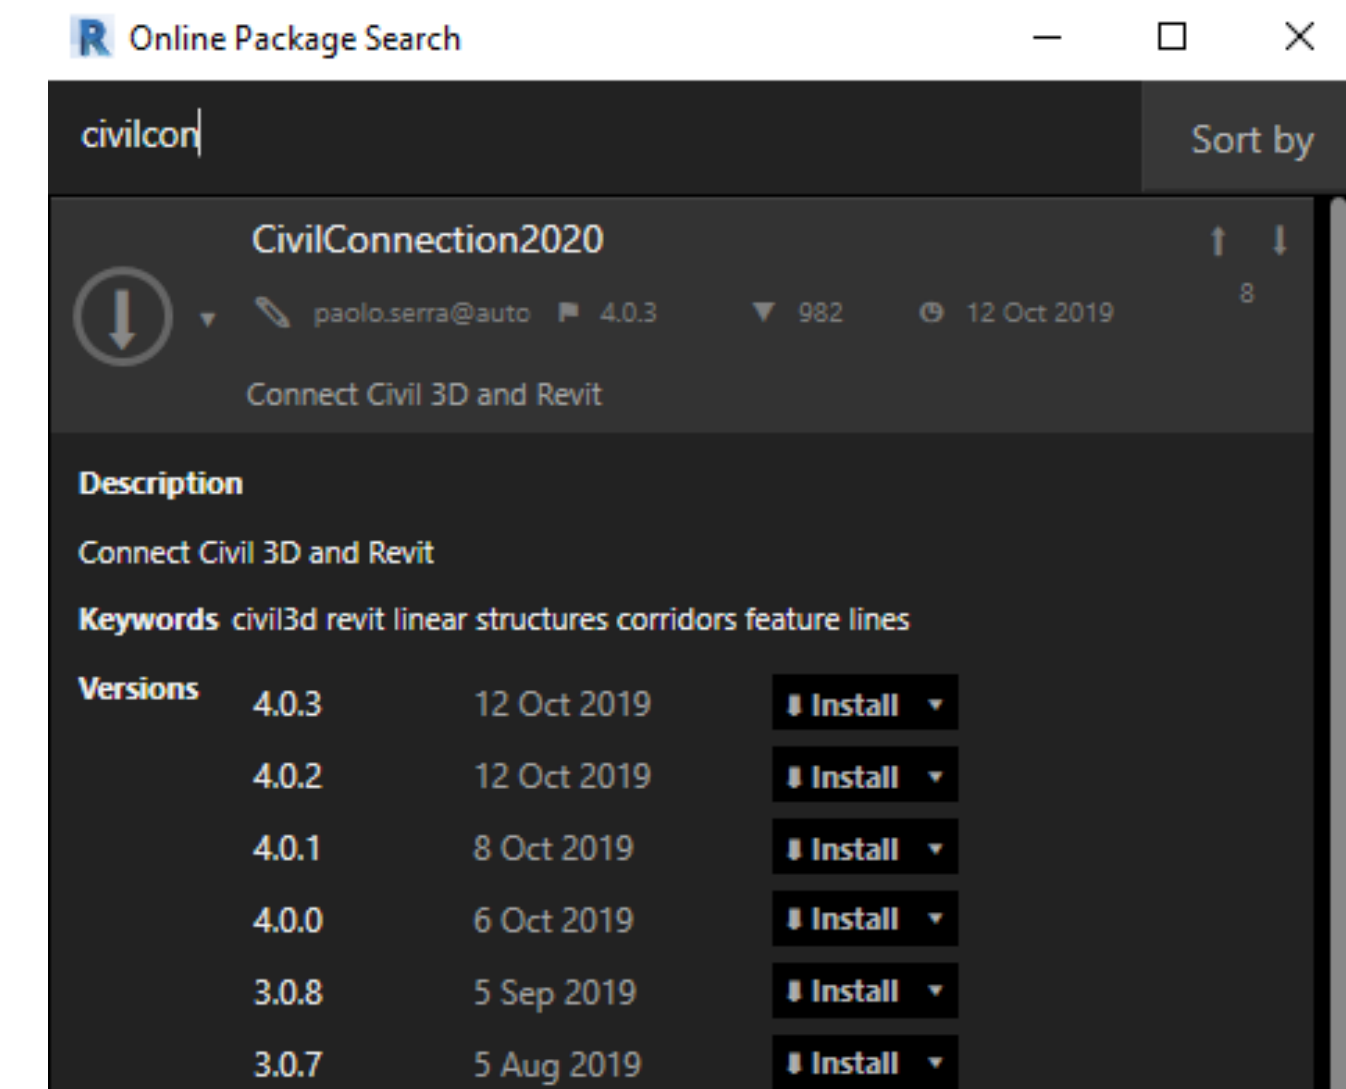 R Online Package Search
civilcon
Sort by
CivilConnection2020
paolo.serra@auto 4.0.3 982 12 Oct 2019 8
Connect Civil 3D and Revit
Description
Connect Civil 3D and Revit
Keywords civil3d revit linear structures corridors feature lines
Versions 4.0.3 12 Oct 2019 Install
4.0.2 12 Oct 2019 Install
4.0.1 8 Oct 2019 Install
4.0.0 6 Oct 2019 Install
3.0.8 5 Sep 2019 Install
3.0.7 5 Aug 2019 Install